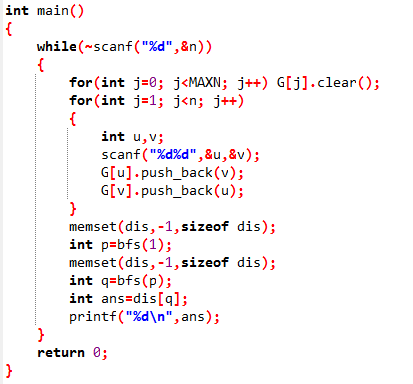 int main()
{
    while(~scanf("%d",&n))
    {
        for(int j=0; j<MAXN; j++) G[j].clear();
        for(int j=1; j<n; j++)
        {
            int u,v;
            scanf("%d%d",&u,&v);
            G[u].push_back(v);
            G[v].push_back(u);
        }
        memset(dis,-1,sizeof dis);
        int p=bfs(1);
        memset(dis,-1,sizeof dis);
        int q=bfs(p);
        int ans=dis[q];
        printf("%d\n",ans);
    }
    return 0;
}